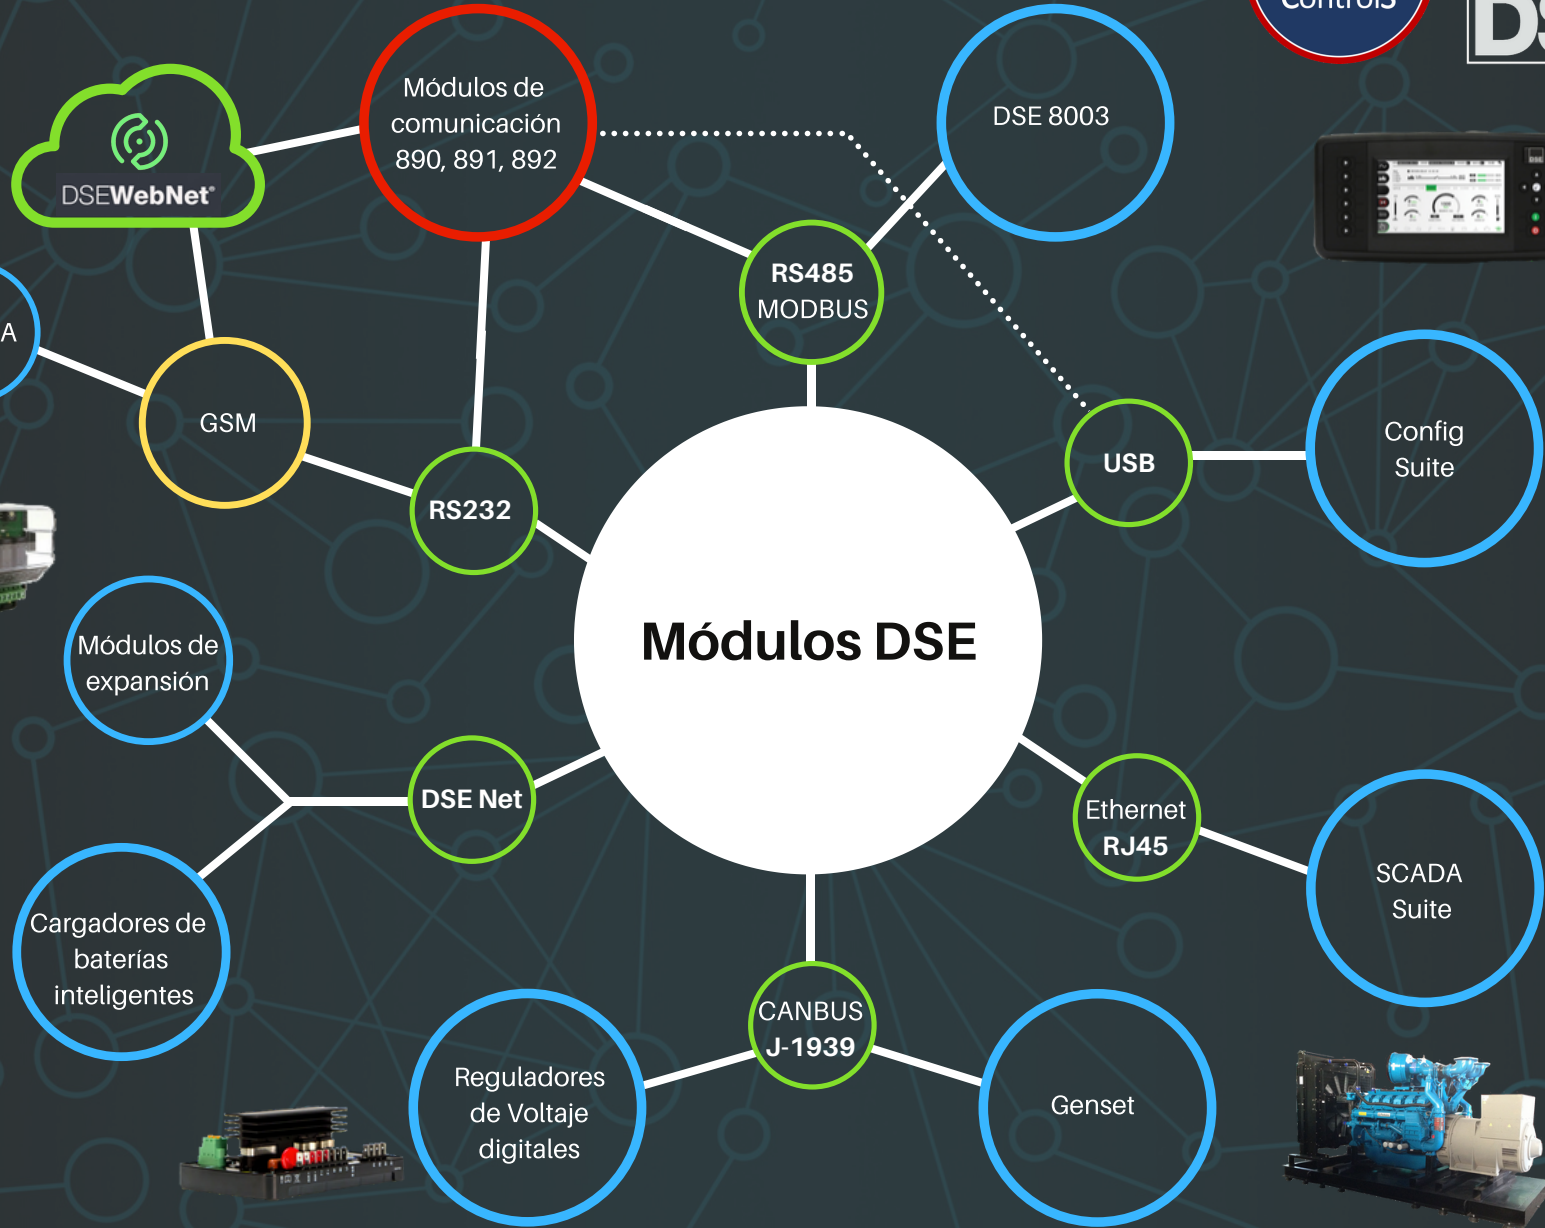 Controls
DS
Módulos de
comunicación
890, 891, 892
DSE 8003
DSEWebNet®
RS485
MODBUS
A
GSM
Config
Suite
USB
RS232
Módulos DSE
Módulos de
expansión
DSE Net
Ethernet
RJ45
SCADA
Suite
Cargadores de
baterías
inteligentes
CANBUS
J-1939
Reguladores
de Voltaje
digitales
Genset